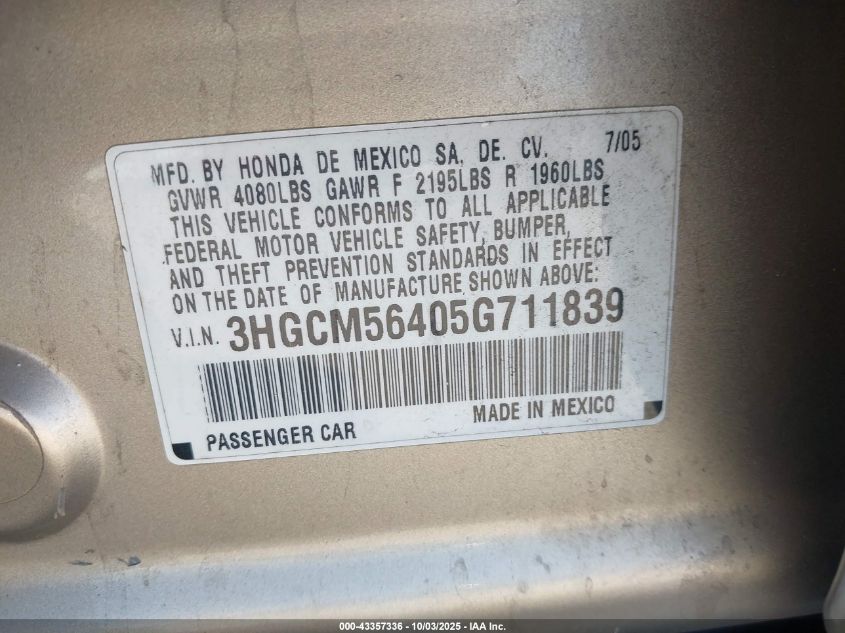 MFD. BY HONDA DE MEXICO SA. DE. CV. 7/05
GVWR 4080LBS GAWR F 2195LBS R 1960LBS
THIS VEHICLE CONFORMS TO ALL APPLICABLE
FEDERAL MOTOR VEHICLE SAFETY, BUMPER,
AND THEFT PREVENTION STANDARDS IN EFFECT
ON THE DATE OF MANUFACTURE SHOWN ABOVE:
V.I.N. 3HGCM56405G711839
PASSENGER CAR MADE IN MEXICO
000-43357336 - 10/03/2025 - IAA Inc.